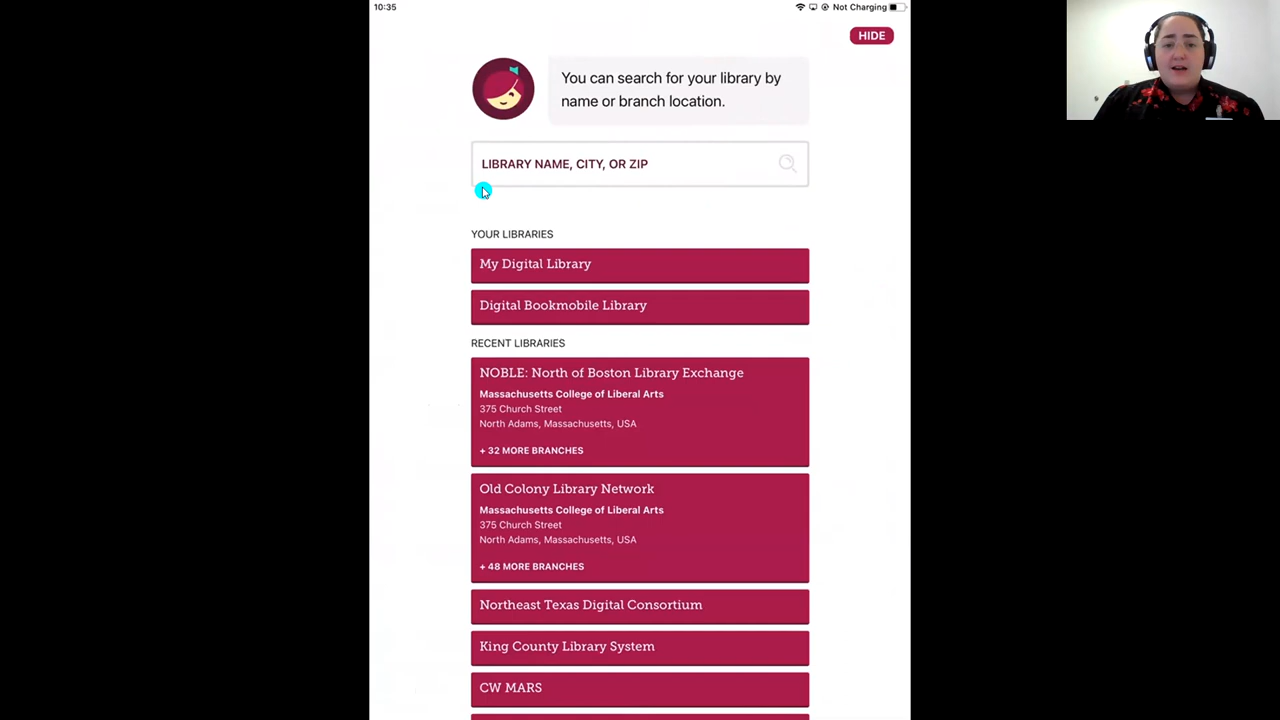 10:35
Not Charging
HIDE
You can search for your library by
name or branch location.
LIBRARY NAME, CITY, OR ZIP
YOUR LIBRARIES
My Digital Library
Digital Bookmobile Library
RECENT LIBRARIES
NOBLE: North of Boston Library Exchange
Massachusetts College of Liberal Arts
375 Church Street
North Adams, Massachusetts, USA
+ 32 MORE BRANCHES
Old Colony Library Network
Massachusetts College of Liberal Arts
375 Church Street
North Adams, Massachusetts, USA
+ 48 MORE BRANCHES
Northeast Texas Digital Consortium
King County Library System
CW MARS